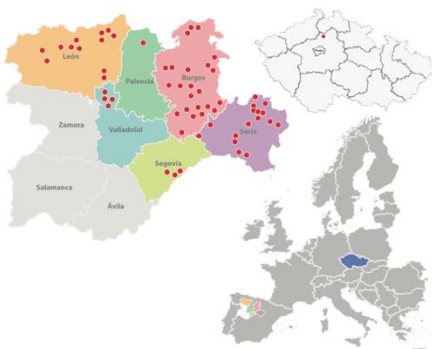 León
Palencia
Burgos
Zamora
Valladolid
Soria
Segovia
Salamanca
Ávila